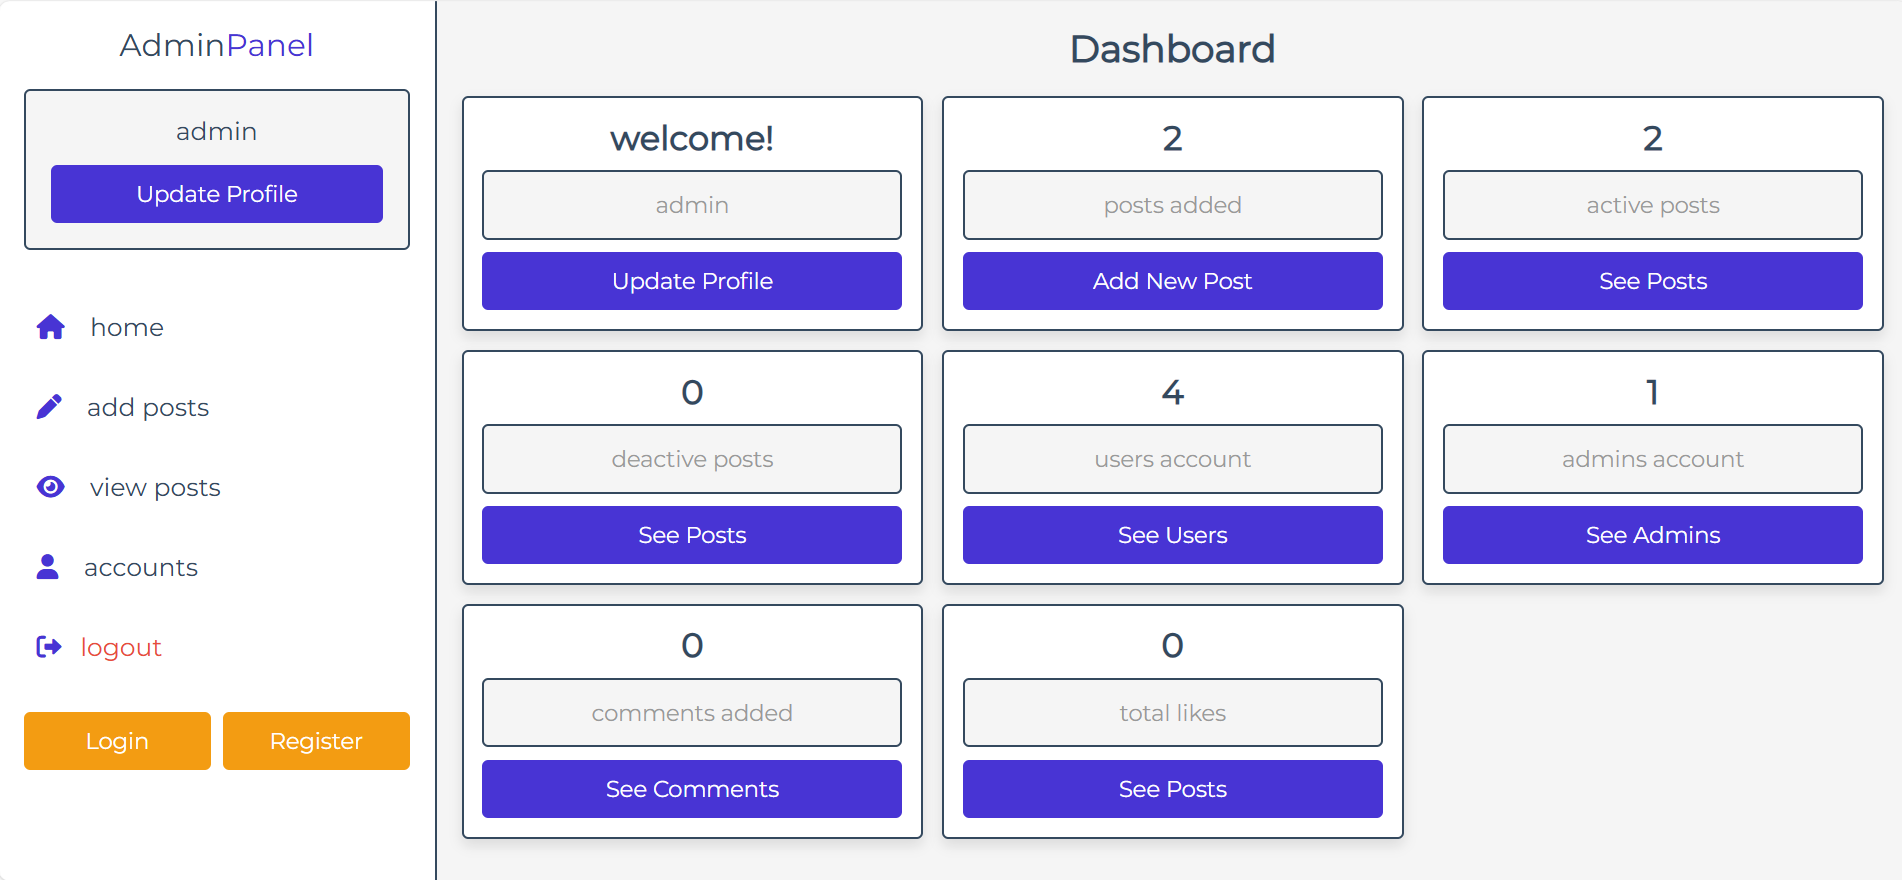 AdminPanel
admin
Update Profile
home
add posts
view posts
accounts
logout
Login
Register
Dashboard
welcome!
admin
Update Profile
2
posts added
Add New Post
2
active posts
See Posts
0
deactive posts
See Posts
4
users account
See Users
1
admins account
See Admins
0
comments added
See Comments
0
total likes
See Posts